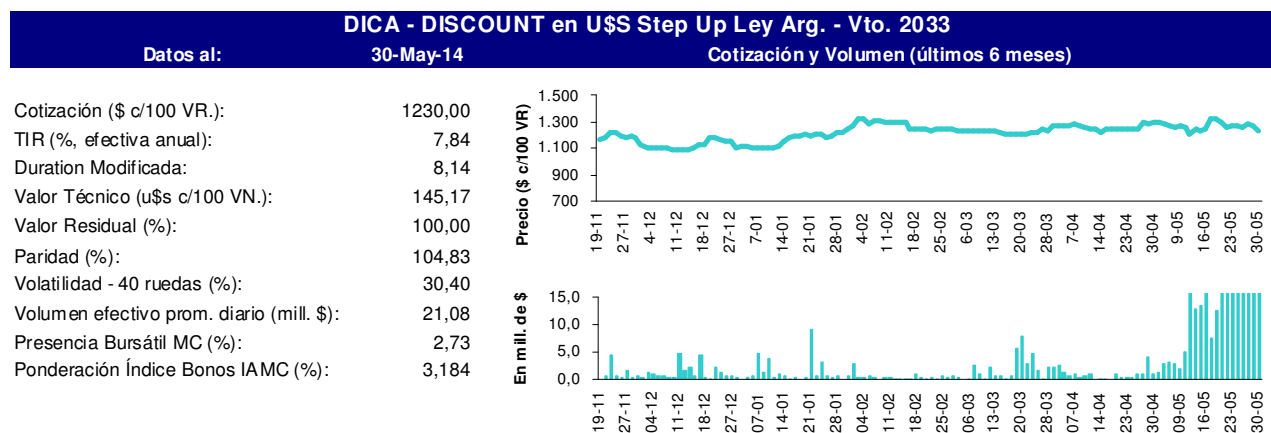 DICA - DISCOUNT en U$S Step Up Ley Arg. - Vto. 2033
Datos al: 30-May-14 Cotización y Volumen (últimos 6 meses)
Cotización ($ c/100 VR.): 1230,00
TIR (%, efectiva anual): 7,84
Duration Modificada: 8,14
Valor Técnico (u$s c/100 VN.): 145,17
Valor Residual (%): 100,00
Paridad (%): 104,83
Volatilidad - 40 ruedas (%): 30,40
Volumen efectivo prom. diario (mill. $): 21,08
Presencia Bursátil MC (%): 2,73
Ponderación Índice Bonos IAMC (%): 3,184
Precio ($ c/100 VR)
1.500
1.300
1.100
900
700
19-11 27-11 4-12 11-12 18-12 27-12 7-01 14-01 21-01 28-01 4-02 11-02 18-02 25-02 6-03 13-03 20-03 28-03 7-04 14-04 23-04 30-04 9-05 16-05 23-05 30-05
En mill. de $
15,0
10,0
5,0
0,0
19-11 27-11 04-12 11-12 18-12 27-12 07-01 14-01 21-01 28-01 04-02 11-02 18-02 25-02 06-03 13-03 20-03 28-03 07-04 14-04 23-04 30-04 09-05 16-05 23-05 30-05